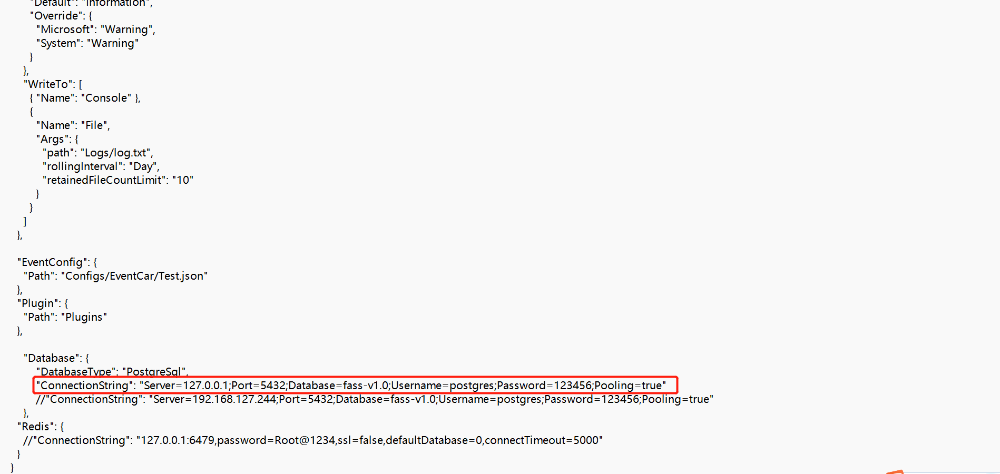 "Default": "Information",
"Override": {
"Microsoft": "Warning",
"System": "Warning"
}
},
"WriteTo": [
{ "Name": "Console" },
{
"Name": "File",
"Args": {
"path": "Logs/log.txt",
"rollingInterval": "Day",
"retainedFileCountLimit": "10"
}
}
]
},
"EventConfig": {
"Path": "Configs/EventCar/Test.json"
},
"Plugin": {
"Path": "Plugins"
},
"Database": {
"DatabaseType": "PostgreSql",
"ConnectionString": "Server=127.0.0.1;Port=5432;Database=fass-v1.0;Username=postgres;Password=123456;Pooling=true"
//"ConnectionString": "Server=192.168.127.244;Port=5432;Database=fass-v1.0;Username=postgres;Password=123456;Pooling=true"
},
"Redis": {
//"ConnectionString": "127.0.0.1:6479,password=Root@1234,ssl=false,defaultDatabase=0,connectTimeout=5000"
}
}